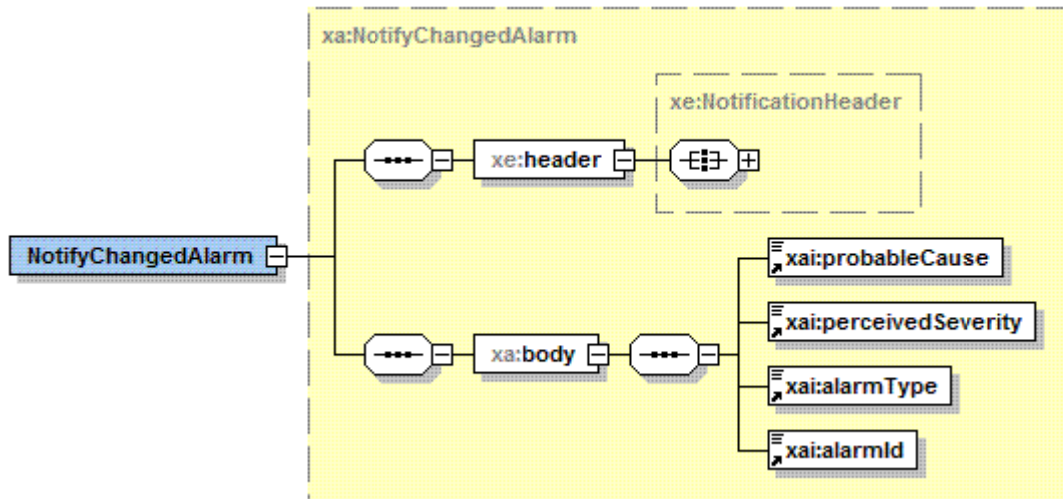 xa:NotifyChangedAlarm
xe:NotificationHeader
xe:header
NotifyChangedAlarm
xai:probableCause
xai:perceivedSeverity
xa:body
xai:alarmType
xai:alarmId